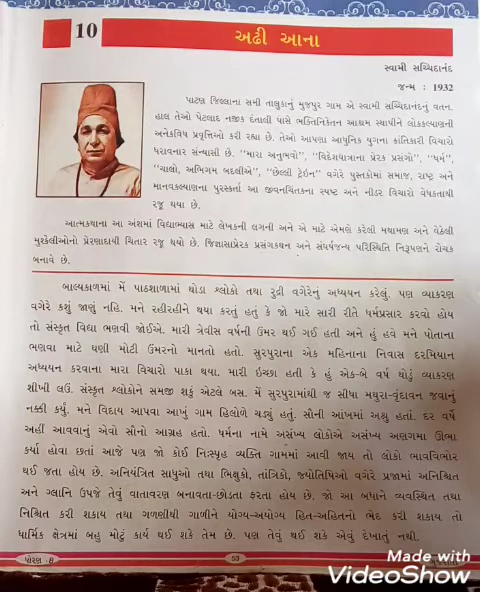 10
અઢી આના
સ્વામી સચ્ચિદાનંદ
જન્મ : 1932
પાટણ જિલ્લાના સમી તાલુકાનું મુજપુર ગામ એ સ્વામી સચ્ચિદાનંદનું વતન.
હાલ તેઓ પેટલાદ નજીક દંતાલી પાસે ભક્તિનિકેતન આશ્રમ સ્થાપીને લોકકલ્યાણની
અનેકવિધ પ્રવૃત્તિઓ કરી રહ્યા છે. તેઓ આપણા આધુનિક યુગના ક્રાંતિકારી વિચારો
ધરાવનાર સંન્યાસી છે. ‘‘મારા અનુભવો’’, ‘‘વિદેશયાત્રાના પ્રેરક પ્રસંગો’’, ‘‘ધર્મ’’,
‘‘ચાલો, અભિગમ બદલીએ’’, ‘‘છેલ્લી ટ્રેઇન’’ વગેરે પુસ્તકોમાં સમાજ, રાષ્ટ્ર અને
માનવકલ્યાણના પુરસ્કર્તા આ જીવનચિંતકના સ્પષ્ટ અને નીડર વિચારો વેધકતાથી
રજૂ થયા છે.
આત્મકથાના આ અંશમાં વિદ્યાભ્યાસ માટે લેખકની લગની અને એ માટે એમણે કરેલી મથામણ અને વેઠેલી
મુશ્કેલીઓનો પ્રેરણાદાયી ચિતાર રજૂ થયો છે. જિજ્ઞાસાપ્રેરક પ્રસંગકથન અને સંઘર્ષજન્ય પરિસ્થિતિ નિરૂપણને રોચક
બનાવે છે.
બાલ્યકાળમાં મેં પાઠશાળામાં થોડા શ્લોકો તથા રુદ્રી વગેરેનું અધ્યયન કરેલું. પણ વ્યાકરણ
વગેરે કશું જાણું નહિ. મને રહીરહીને થયા કરતું હતું કે જો મારે સારી રીતે ધર્મપ્રસાર કરવો હોય
તો સંસ્કૃત વિદ્યા ભણવી જોઈએ. મારી ત્રેવીસ વર્ષની ઉંમર થઈ ગઈ હતી અને હું હવે મને પોતાના
ભણવા માટે ઘણી મોટી ઉંમરનો માનતો હતો. સુરપુરાના એક મહિનાના નિવાસ દરમિયાન
અધ્યયન કરવાના મારા વિચારો પાકા થયા. મારી ઇચ્છા હતી કે હું એક-બે વર્ષ થોડું વ્યાકરણ
શીખી લઉં. સંસ્કૃત શ્લોકોને સમજી શકું એટલે બસ. મેં સુરપુરામાંથી જ સીધા મથુરા-વૃંદાવન જવાનું
નક્કી કર્યું. મને વિદાય આપવા આખું ગામ હિલોળે ચડ્યું હતું. સૌની આંખમાં અશ્રુ હતાં. દર વર્ષે
અહીં આવવાનું એવો સૌનો આગ્રહ હતો. ધર્મના નામે અસંખ્ય લોકોએ અસંખ્ય અણગમા ઊભા
કર્યા હોવા છતાં આજે પણ જો કોઈ નિઃસ્પૃહ વ્યક્તિ ગામમાં આવી જાય તો લોકો ભાવવિભોર
થઈ જતા હોય છે. અનિયંત્રિત સાધુઓ તથા ભિક્ષુકો, તાંત્રિકો, જ્યોતિષિઓ વગેરે પ્રજામાં અનિશ્ચિત
અને ગ્લાનિ ઉપજે તેવું વાતાવરણ બનાવતા-છોડતા ફરતા હોય છે. જો આ બધાને વ્યવસ્થિત તથા
નિશ્ચિત કરી શકાય તથા ગળણીથી ગાળીને યોગ્ય-અયોગ્ય હિત-અહિતનો ભેદ કરી શકાય તો
ધાર્મિક ક્ષેત્રમાં બહુ મોટું કાર્ય થઈ શકે તેમ છે. પણ તેવું થઈ શકે એવું દેખાતું નથી.
ધોરણ - 8
53
Made with
VideoShow